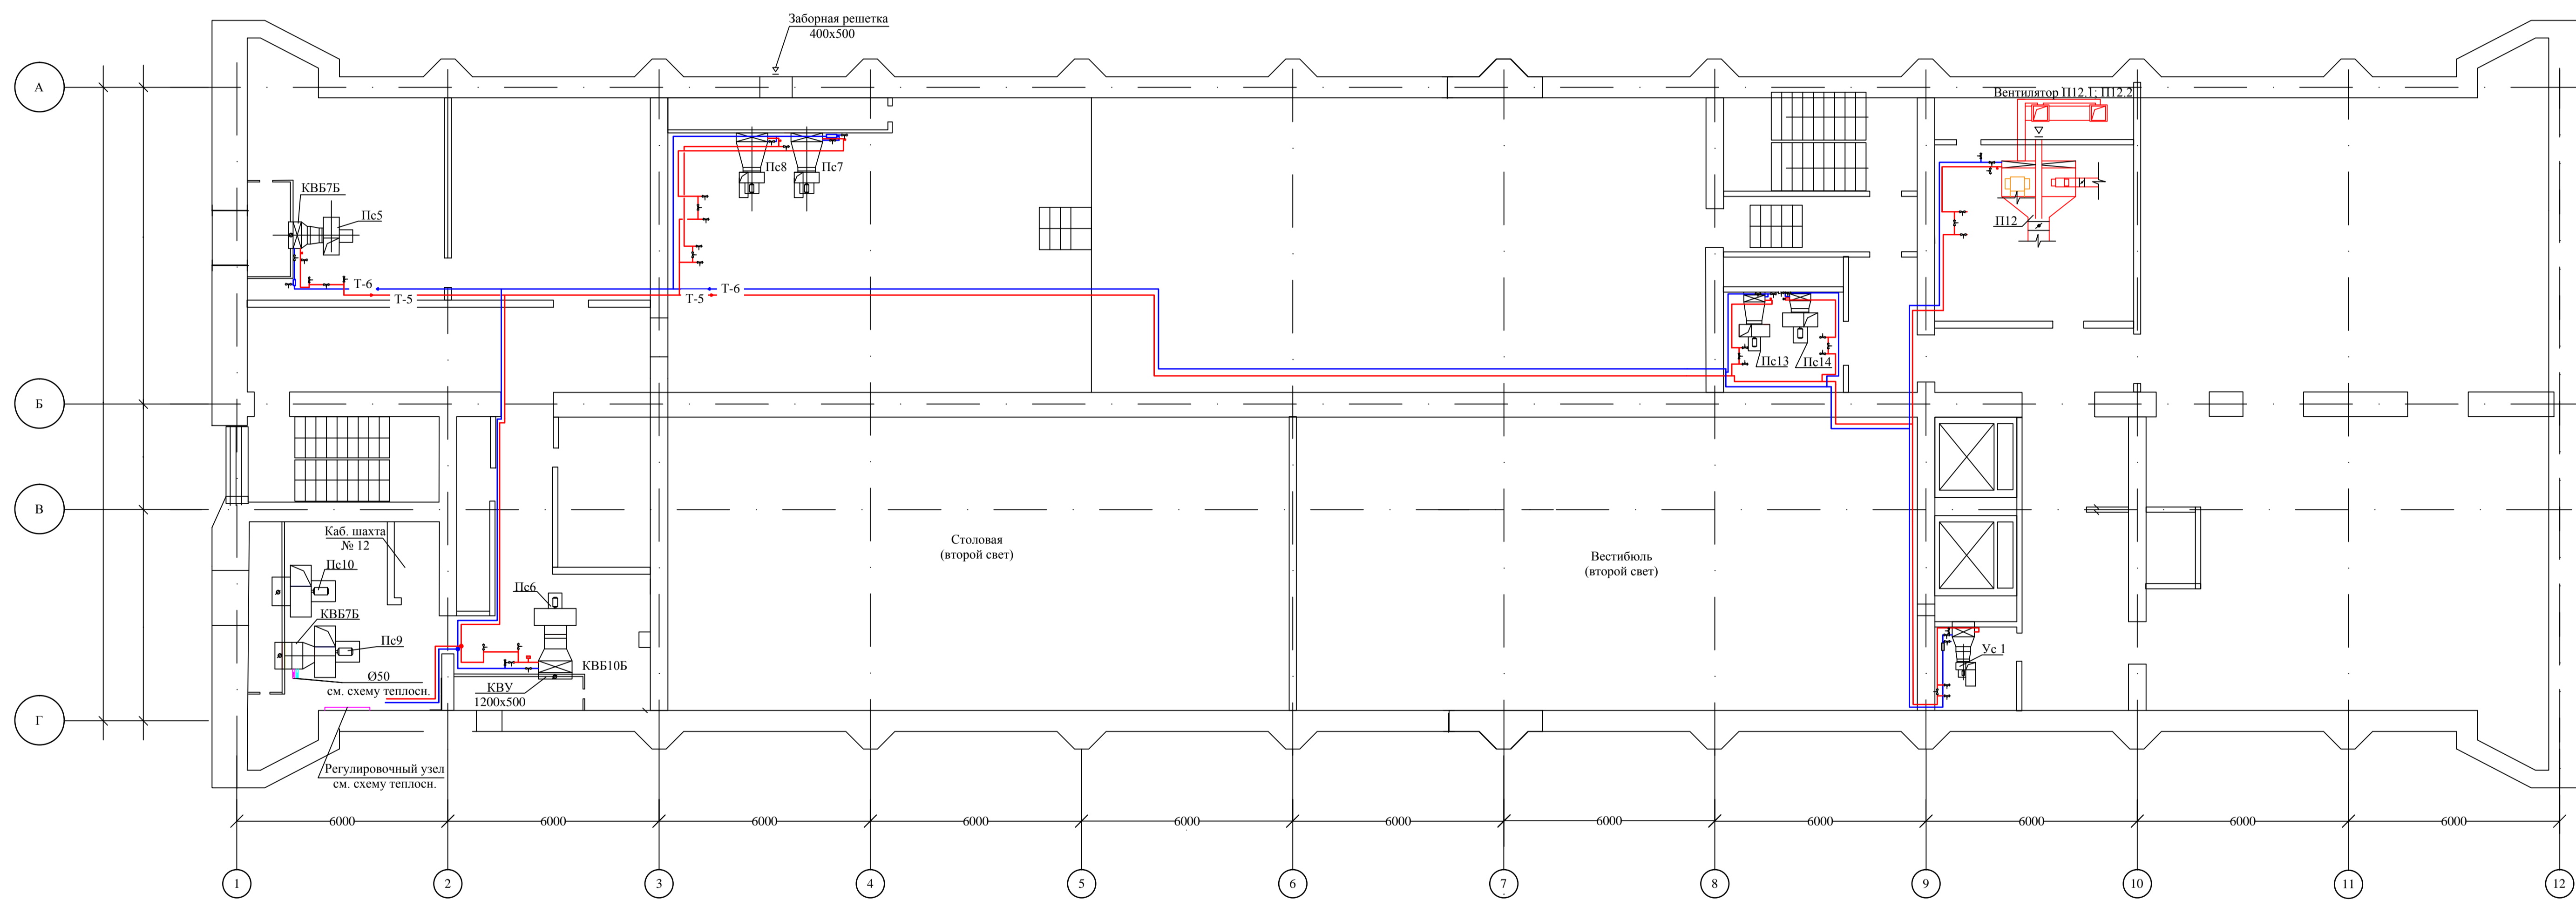 Заборная решетка
400х500
А
Вентилятор П12.1; П12.2
Пс8
Пс7
КВБ7Б
Пс5
П12
Т-6
Т-5
Т-6
Т-5
Пс13
Пс14
Б
В
Каб. шахта
№ 12
Столовая
(второй свет)
Вестибюль
(второй свет)
Пс10
Пс6
КВБ7Б
Пс9
Ус 1
КВБ10Б
Ø50
см. схему теплосн.
КВУ
1200х500
Г
Регулировочный узел
см. схему теплосн.
6000
6000
6000
6000
6000
6000
6000
6000
6000
6000
6000
1
2
3
4
5
6
7
8
9
10
11
12